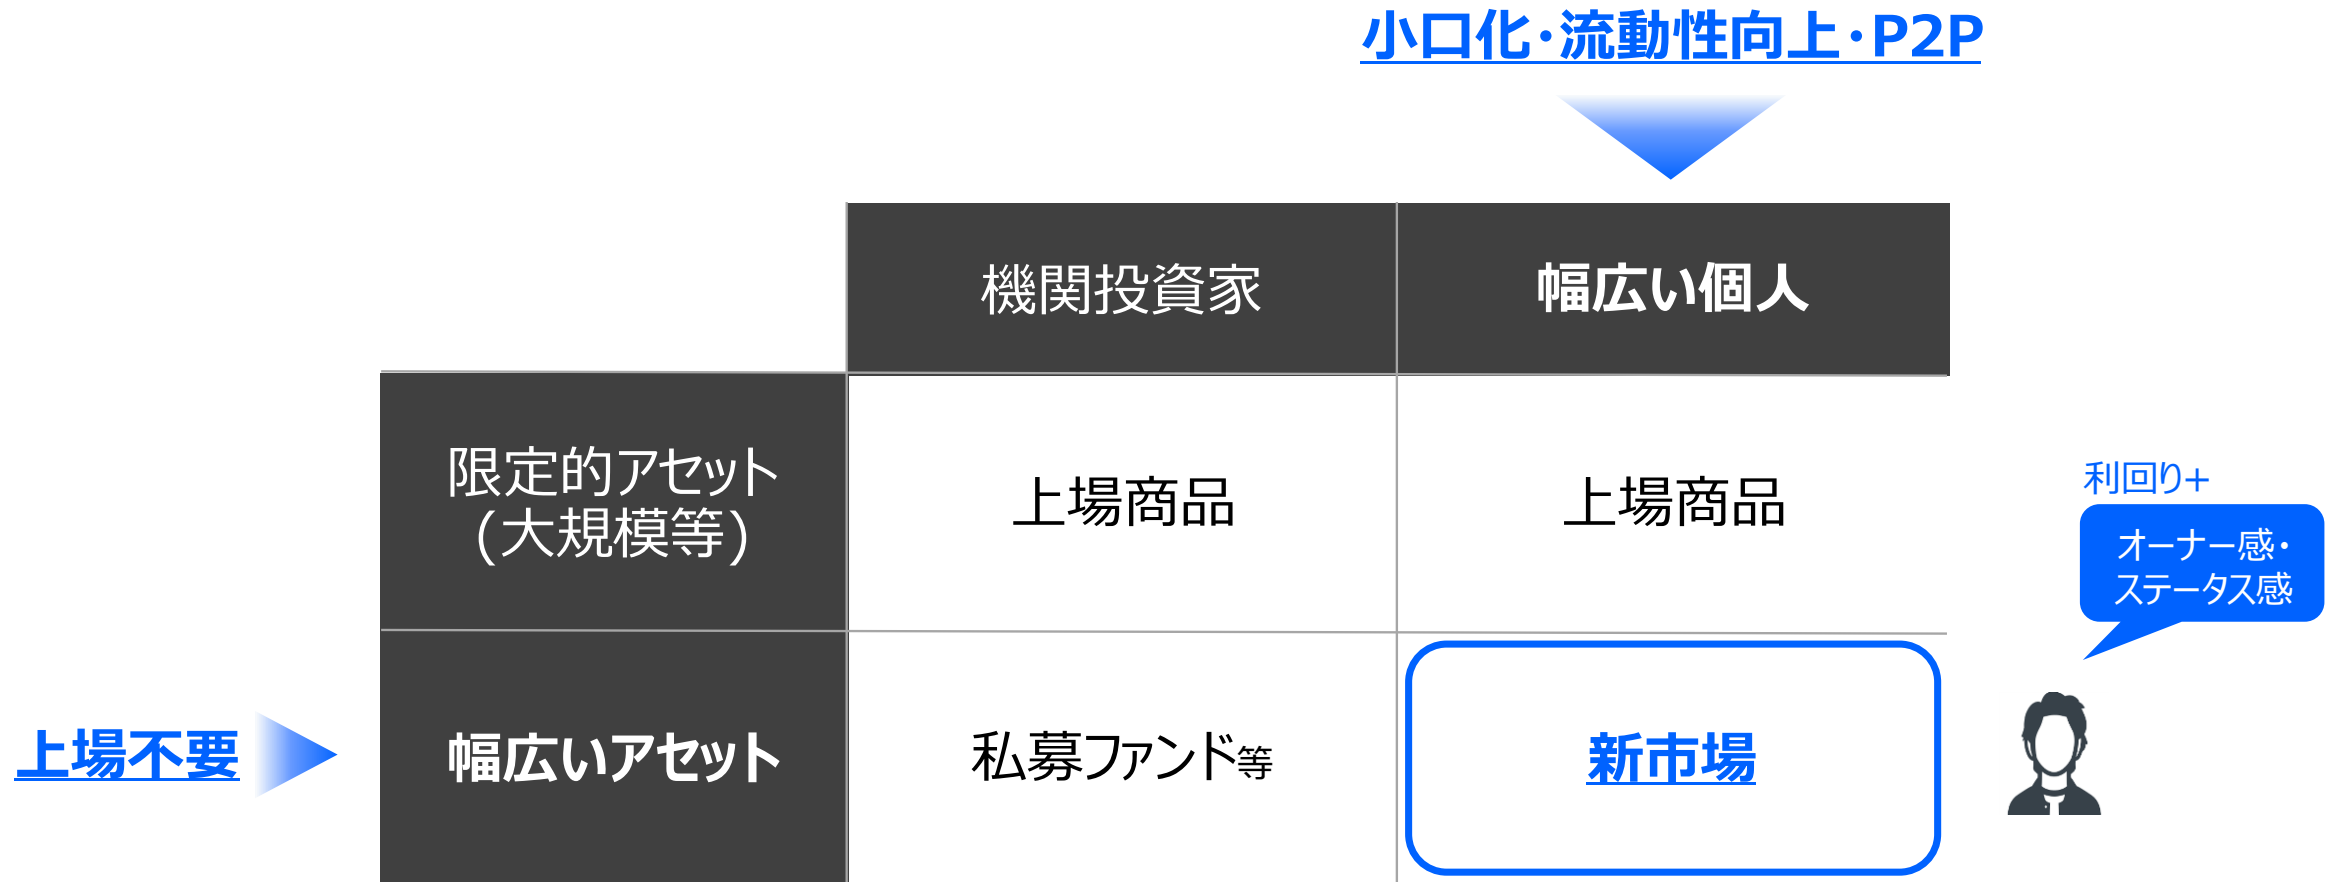 小口化・流動性向上・P2P
機関投資家
幅広い個人
限定的アセット
(大規模等)
上場商品
上場商品
利回り+
オーナー感・
ステータス感
上場不要
幅広いアセット
私募ファンド等
新市場